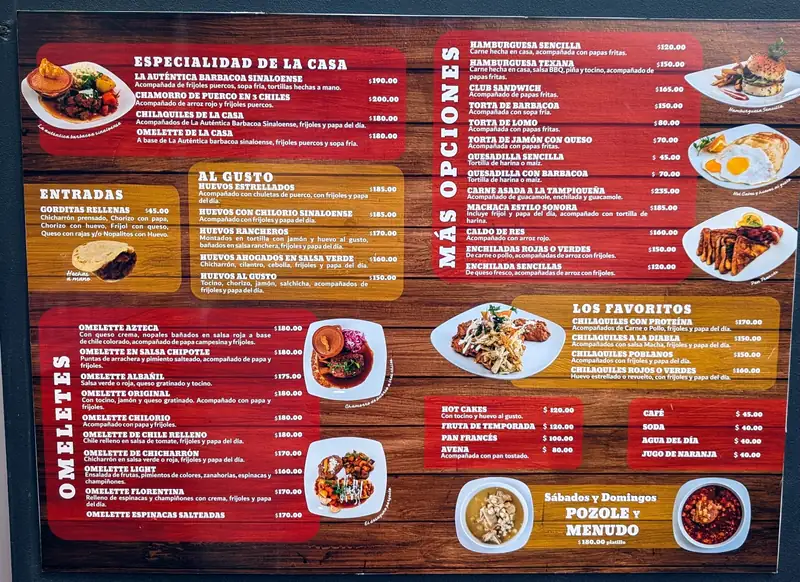 ESPECIALIDAD DE LA CASA
LA AUTÉNTICA BARBACOA SINALOENSE $190.00
Acompañada de frijoles puercos, sopa fría, tortillas hechas a mano.
CHAMORRO DE PUERCO EN 3 CHILES $200.00
Acompañado de arroz rojo y frijoles puercos.
CHILAQUILES DE LA CASA $180.00
Acompañados de La Auténtica Barbacoa Sinaloense, frijoles y papa del día.
OMELETTE DE LA CASA $180.00
A base de La Auténtica barbacoa sinaloense, frijoles puercos y sopa fría.
La auténtica barbacoa sinaloense
ENTRADAS
GORDITAS RELLENAS $45.00
Chicharrón prensado, Chorizo con papa,
Chorizo con huevo, Frijol con queso,
Queso con rajas y/o Nopalitos con Huevo.
Hechas
a mano
AL GUSTO
HUEVOS ESTRELLADOS $185.00
Acompañado con chuletas de puerco, con frijoles y papa
del día.
HUEVOS CON CHILORIO SINALOENSE $185.00
Acompañado con frijoles y papa del día.
HUEVOS RANCHEROS $170.00
Montados en tortilla con jamón y huevo al gusto,
bañados en salsa ranchera, frijoles y papa del día.
HUEVOS AHOGADOS EN SALSA VERDE $160.00
Chicharrón, cilantro, cebolla, frijoles y papa del día.
HUEVOS AL GUSTO $150.00
Tocino, chorizo, jamón, salchicha, acompañados de
frijoles y papa del día.
OMELETES
OMELETTE AZTECA $180.00
Con queso crema, nopales bañados en salsa roja a base
de chile colorado, acompañado de papa campesina y frijoles.
OMELETTE EN SALSA CHIPOTLE $180.00
Puntas de arrachera y pimiento salteado, acompañado de papa y
frijoles.
OMELETTE ALBAÑIL $175.00
Salsa verde o roja, queso gratinado y tocino.
OMELETTE ORIGINAL $180.00
Con tocino, jamón y queso gratinado. Acompañado con papa y
frijoles.
OMELETTE CHILORIO $180.00
Acompañado con papa y frijoles.
OMELETTE DE CHILE RELLENO $180.00
Chile relleno en salsa de tomate, frijoles y papa del día.
OMELETTE DE CHICHARRÓN $170.00
Chicharrón en salsa verde o roja, frijoles y papa del día.
OMELETTE LIGHT $160.00
Ensalada de frutas, pimientos de colores, zanahorias, espinacas y
champiñones.
OMELETTE FLORENTINA $170.00
Relleno de espinacas y champiñones con crema, frijoles y papa
del día.
OMELETTE ESPINACAS SALTEADAS $170.00
MÁS OPCIONES
HAMBURGUESA SENCILLA $120.00
Carne hecha en casa, acompañada con papas fritas.
HAMBURGUESA TEXANA $150.00
Carne hecha en casa, salsa BBQ, piña y tocino, acompañado de
papas fritas.
CLUB SANDWICH $165.00
Acompañado de papas fritas.
TORTA DE BARBACOA $150.00
Acompañada con sopa fría.
TORTA DE LOMO $80.00
Acompañada con papas fritas.
TORTA DE JAMÓN CON QUESO $70.00
Acompañada con papas fritas.
QUESADILLA SENCILLA $45.00
Tortilla de harina o maíz.
QUESADILLA CON BARBACOA $70.00
Tortilla de harina o maíz.
CARNE ASADA A LA TAMPIQUEÑA $235.00
Acompañado de guacamole, enchilada y guacamole.
MACHACA ESTILO SONORA $185.00
Incluye frijol y papa del día, acompañado con tortilla de
harina.
CALDO DE RES $160.00
Acompañado con arroz rojo.
ENCHILADAS ROJAS O VERDES $150.00
De carne o pollo, acompañadas de arroz con frijoles.
ENCHILADA SENCILLAS $120.00
De queso fresco, acompañadas de arroz con frijoles.
Hamburguesa Sencilla
Hot Cakes y huevos al gusto
Pan Francés
LOS FAVORITOS
CHILAQUILES CON PROTEÍNA $170.00
Acompañados de Carne o Pollo, frijoles y papa del día.
CHILAQUILES A LA DIABLA $150.00
Acompañados con salsa Macha, frijoles y papa del día.
CHILAQUILES POBLANOS $150.00
Acompañados con frijoles y papa del día.
CHILAQUILES ROJOS O VERDES $160.00
Huevo estrellado o revuelto, con frijoles y papa del día.
HOT CAKES $120.00
Con tocino y huevo al gusto.
FRUTA DE TEMPORADA $120.00
PAN FRANCÉS $100.00
AVENA $80.00
Acompañada con pan tostado.
CAFÉ $45.00
SODA $40.00
AGUA DEL DÍA $40.00
JUGO DE NARANJA $40.00
Sábados y Domingos
POZOLE Y
MENUDO
$180.00 platillo